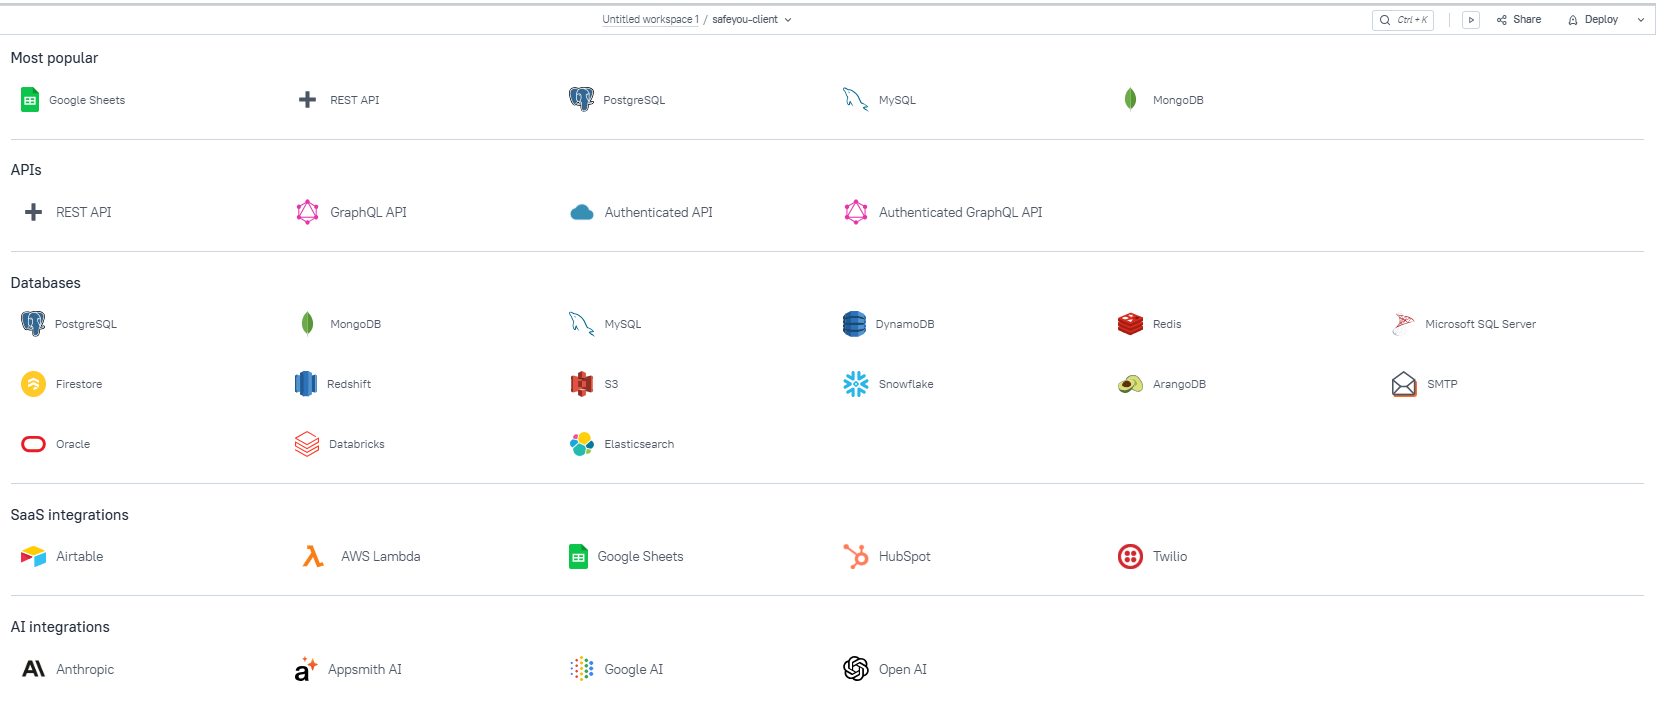 Untitled workspace 1 / safeyou-client
Ctrl + K
Share
Deploy
Most popular
Google Sheets
REST API
PostgreSQL
MySQL
MongoDB
APIs
REST API
GraphQL API
Authenticated API
Authenticated GraphQL API
Databases
PostgreSQL
MongoDB
MySQL
DynamoDB
Redis
Microsoft SQL Server
Firestore
Redshift
S3
Snowflake
ArangoDB
SMTP
Oracle
Databricks
Elasticsearch
SaaS integrations
Airtable
AWS Lambda
Google Sheets
HubSpot
Twilio
AI integrations
Anthropic
Appsmith AI
Google AI
Open AI